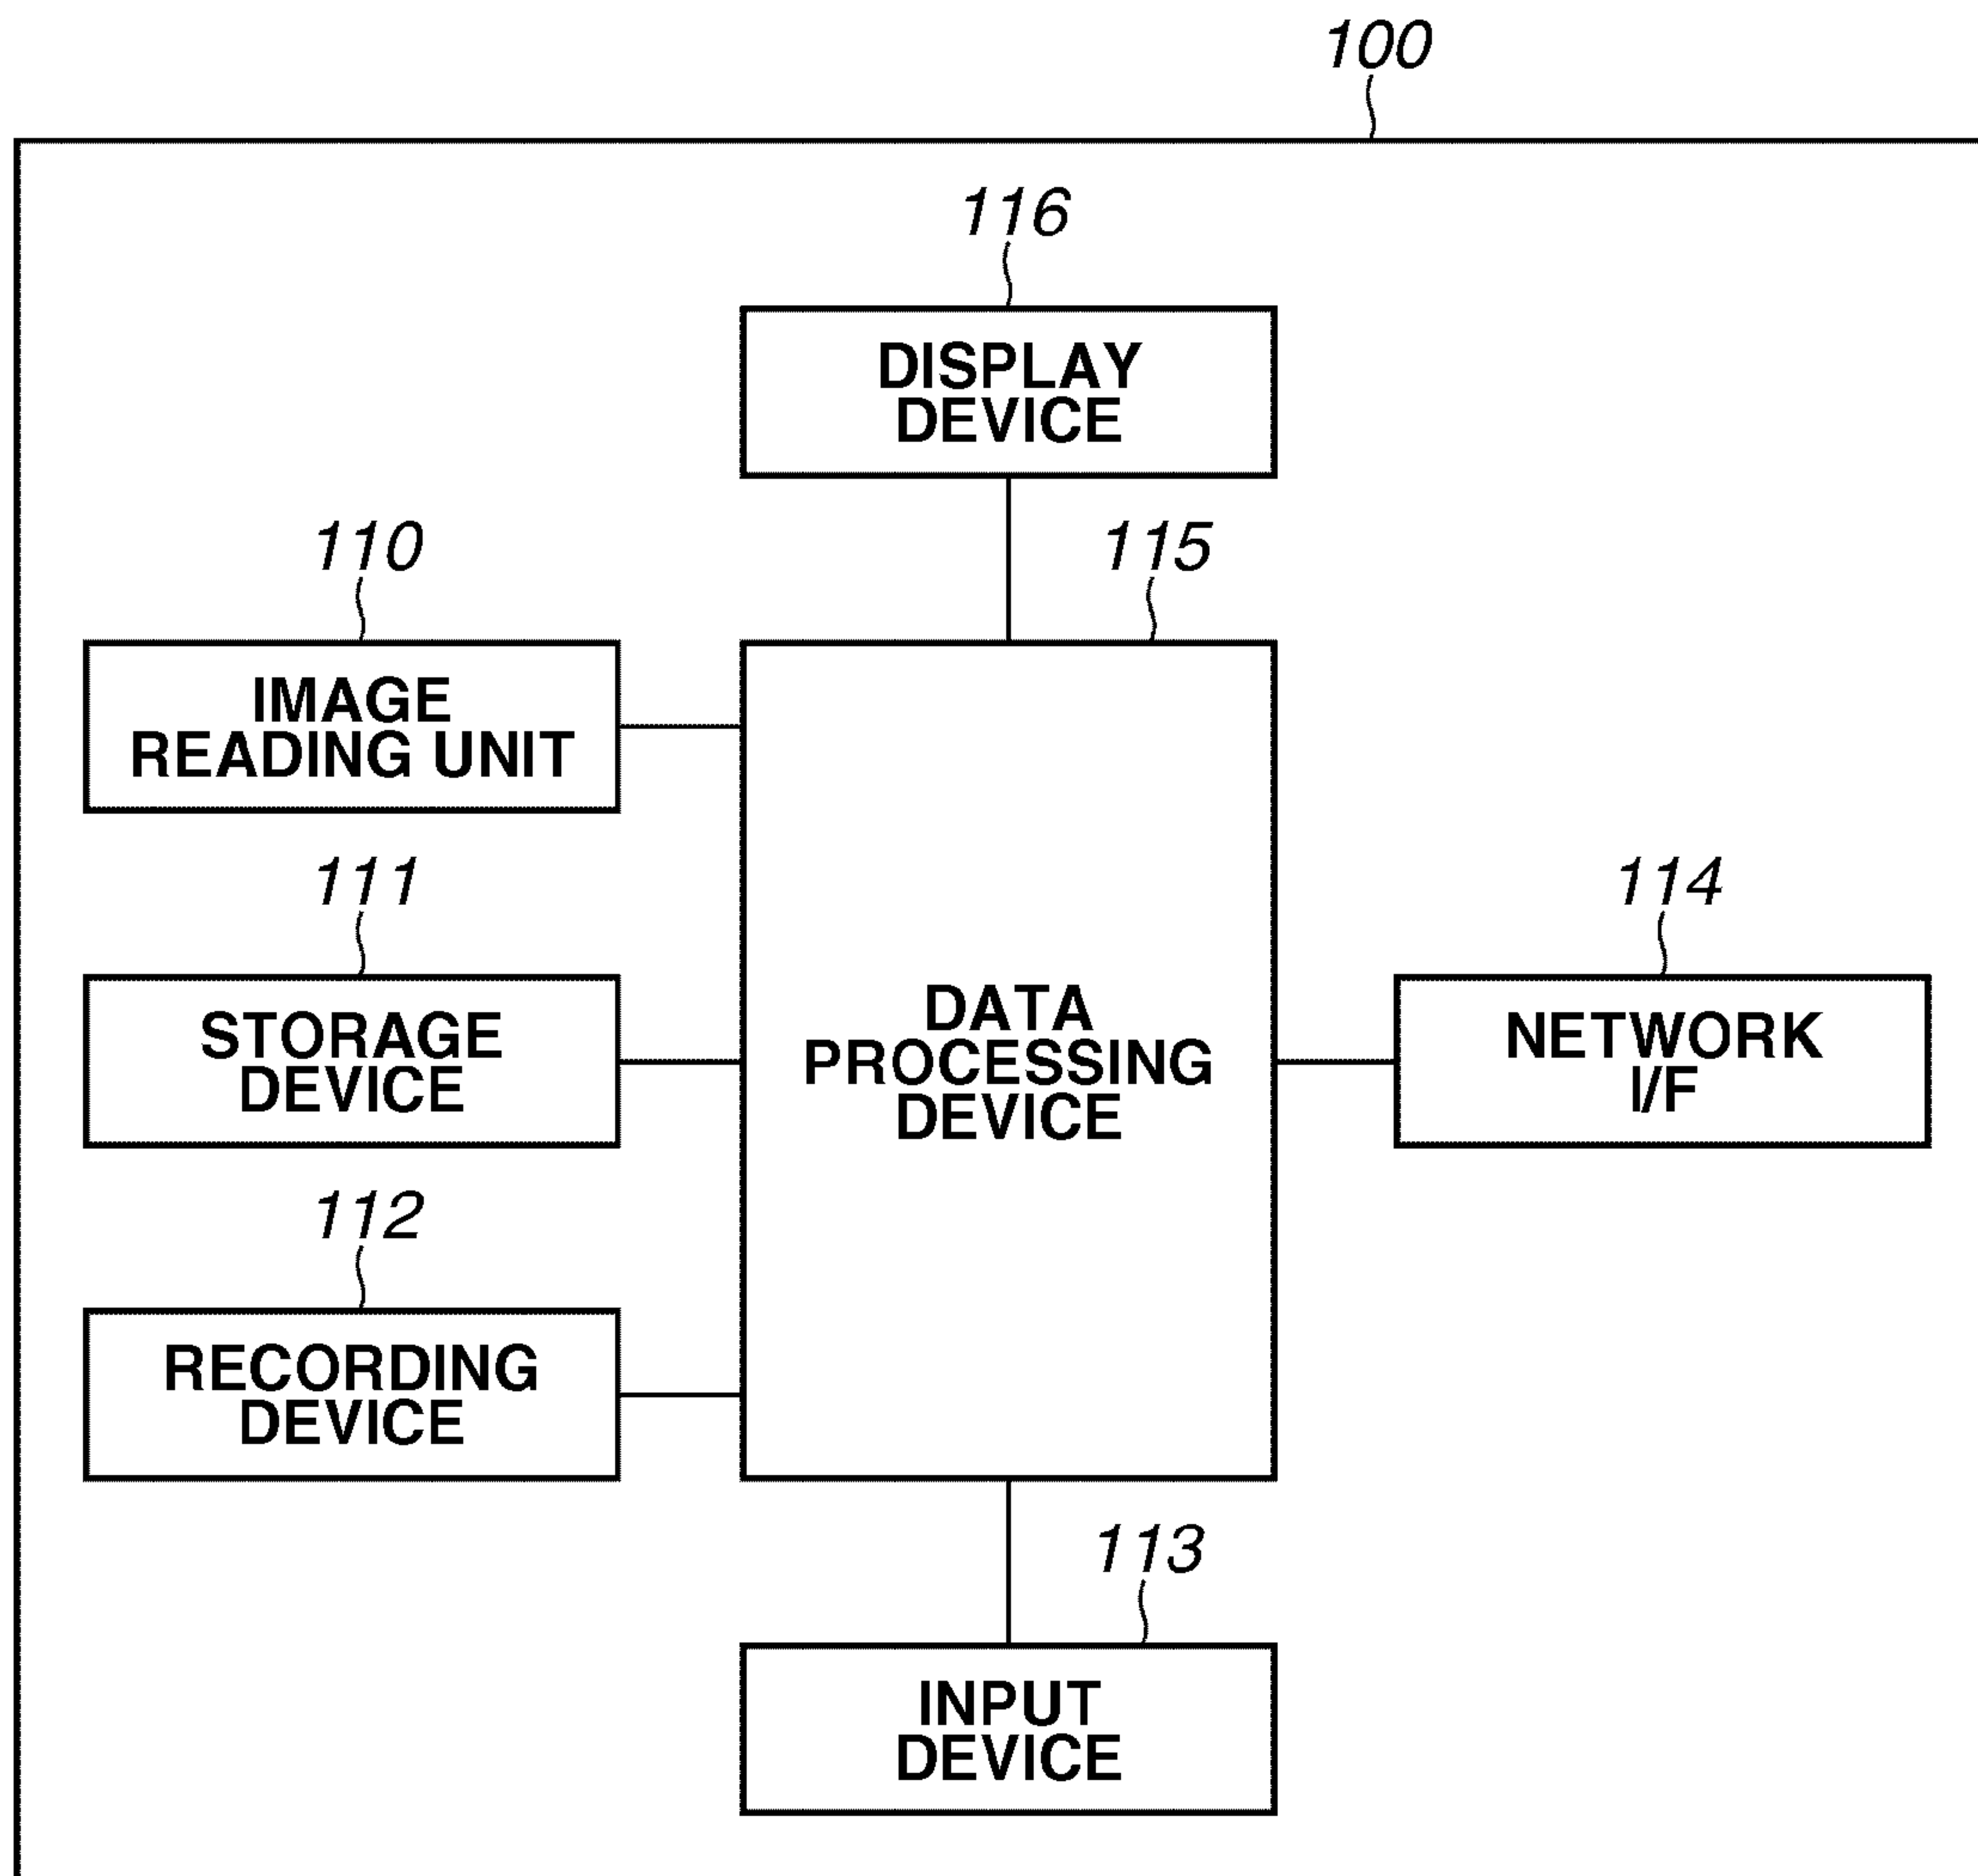 100
116
DISPLAY
DEVICE
110
115
IMAGE
READING UNIT
111
114
STORAGE
DEVICE
DATA
PROCESSING
DEVICE
NETWORK
I/F
112
RECORDING
DEVICE
113
INPUT
DEVICE